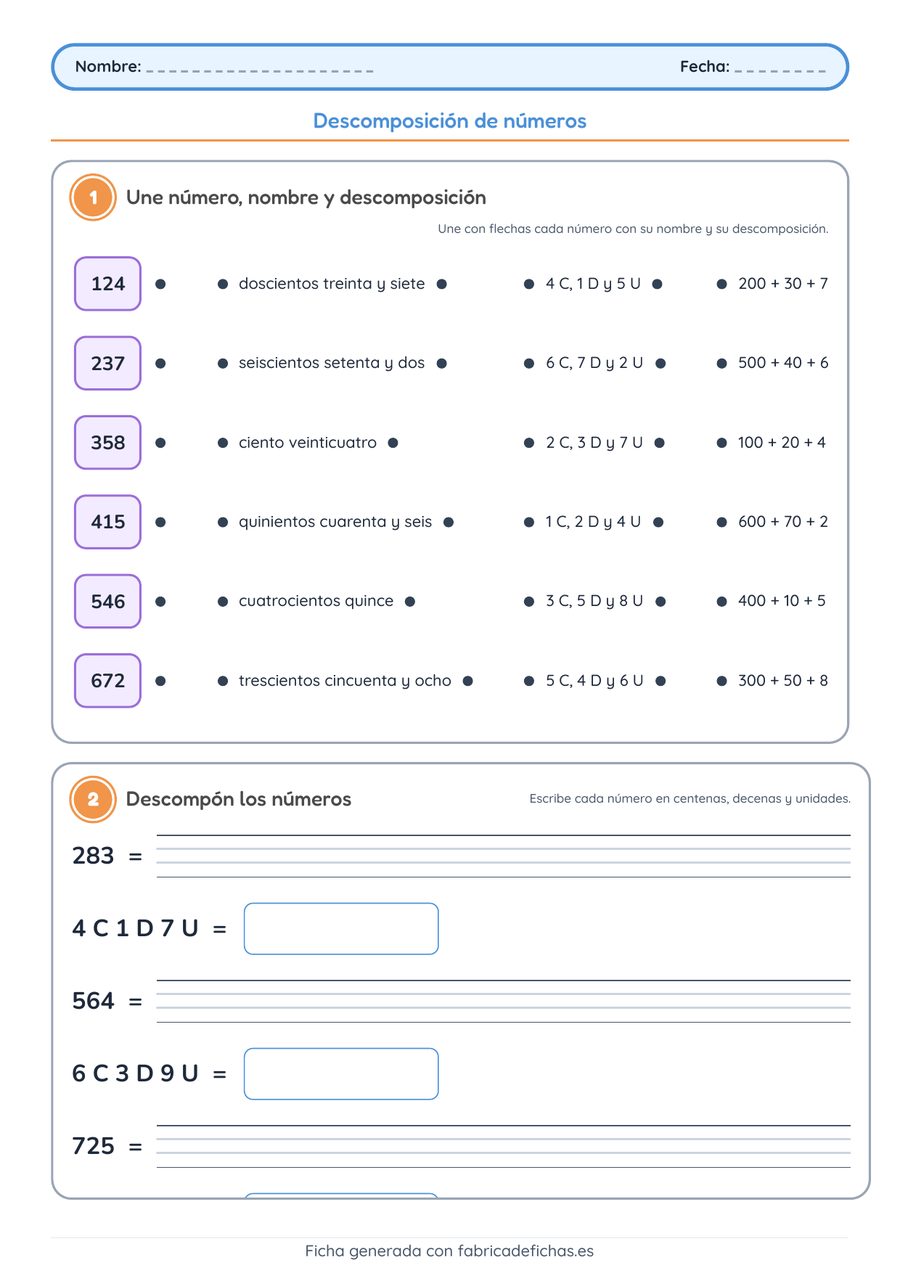 Nombre: Fecha:
Descomposición de números
1 Une número, nombre y descomposición
Une con flechas cada número con su nombre y su descomposición.
124 doscientos treinta y siete 4 C, 1 D y 5 U 200 + 30 + 7
237 seiscientos setenta y dos 6 C, 7 D y 2 U 500 + 40 + 6
358 ciento veinticuatro 2 C, 3 D y 7 U 100 + 20 + 4
415 quinientos cuarenta y seis 1 C, 2 D y 4 U 600 + 70 + 2
546 cuatrocientos quince 3 C, 5 D y 8 U 400 + 10 + 5
672 trescientos cincuenta y ocho 5 C, 4 D y 6 U 300 + 50 + 8
2 Descompón los números Escribe cada número en centenas, decenas y unidades.
283 =
4 C 1 D 7 U =
564 =
6 C 3 D 9 U =
725 =
Ficha generada con fabricadefichas.es